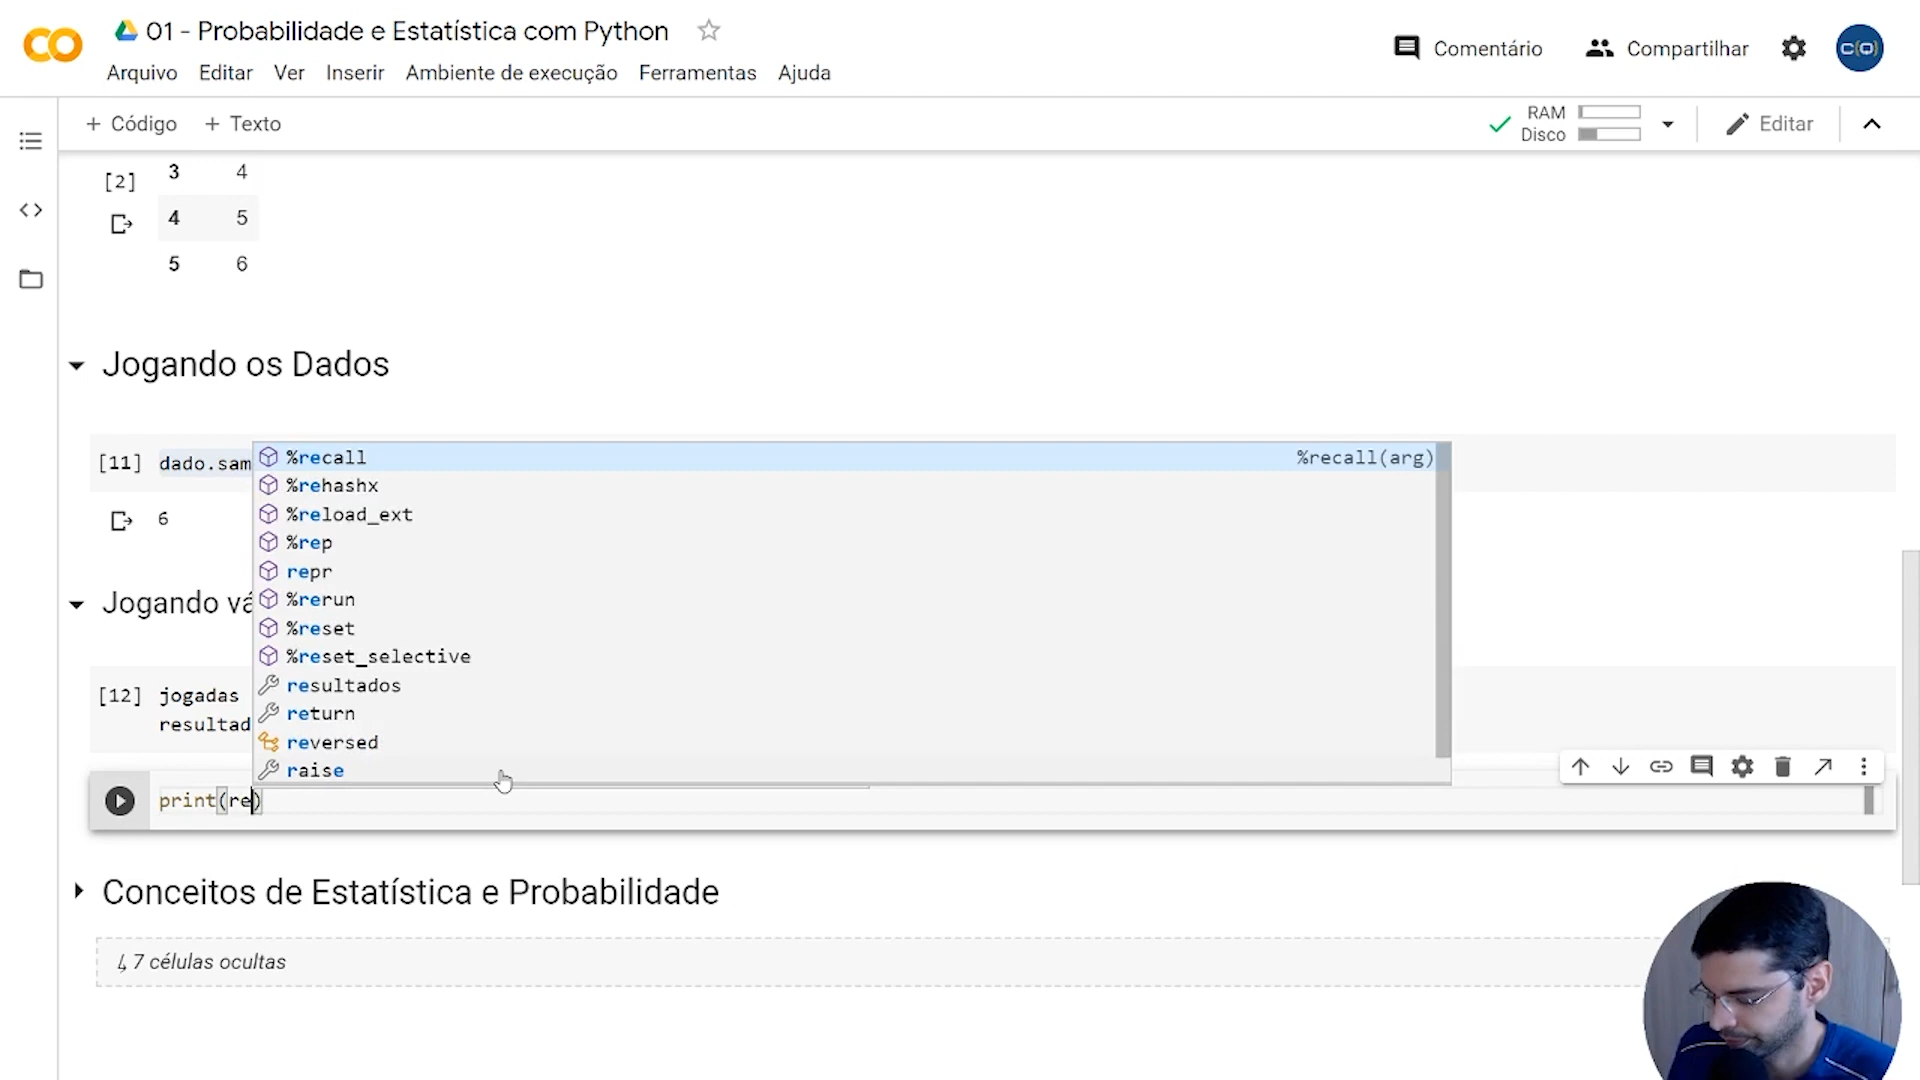 01 - Probabilidade e Estatística com Python
Comentário
Compartilhar
C(O)
Arquivo Editar Ver Inserir Ambiente de execução Ferramentas Ajuda
+ Código + Texto
RAM
Disco
Editar
[2]
3 4
4 5
5 6
Jogando os Dados
[11] dado.sam
6
%recall %recall(arg)
%rehashx
%reload_ext
%rep
repr
%rerun
%reset
%reset_selective
resultados
return
reversed
raise
Jogando vá
[12] jogadas
resultad
print(re)
Conceitos de Estatística e Probabilidade
7 células ocultas